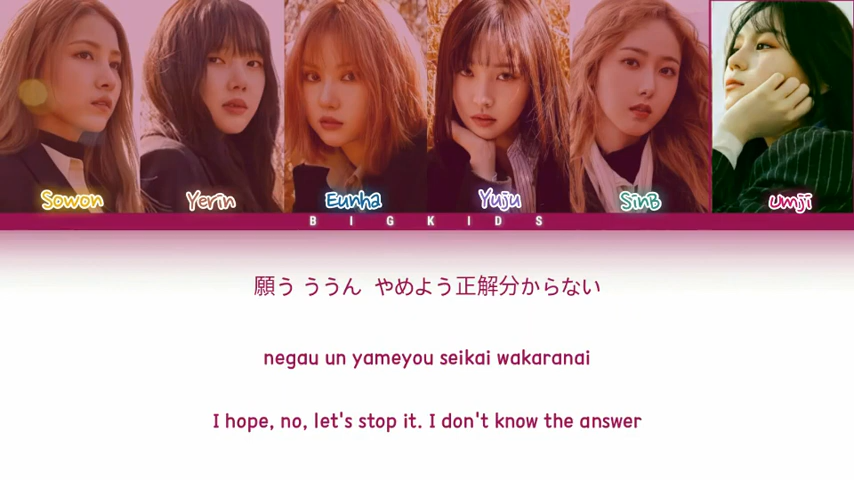 Sowon Yerin Eunha Yuju SinB Umji
BIGKIDS
願う ううん やめよう正解分からない
negau un yameyou seikai wakaranai
I hope, no, let's stop it. I don't know the answer